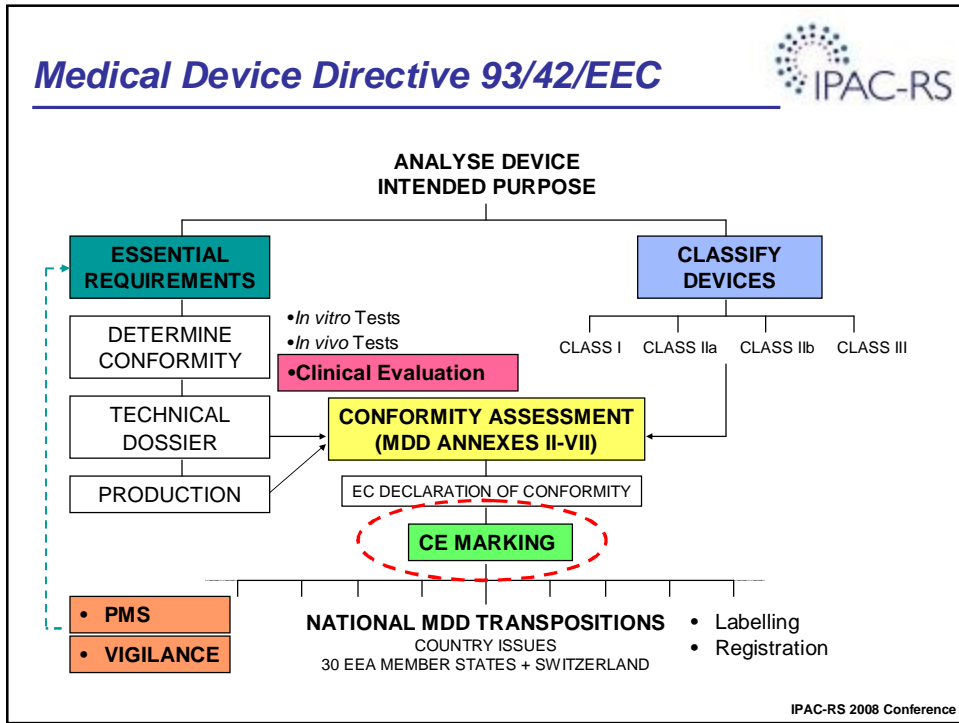 Medical Device Directive 93/42/EEC
IPAC-RS
ANALYSE DEVICE
INTENDED PURPOSE
ESSENTIAL
REQUIREMENTS
CLASSIFY
DEVICES
DETERMINE
CONFORMITY
•In vitro Tests
•In vivo Tests
•Clinical Evaluation
CLASS I
CLASS IIa
CLASS IIb
CLASS III
TECHNICAL
DOSSIER
CONFORMITY ASSESSMENT
(MDD ANNEXES II-VII)
PRODUCTION
EC DECLARATION OF CONFORMITY
CE MARKING
• PMS
• VIGILANCE
NATIONAL MDD TRANSPOSITIONS
COUNTRY ISSUES
30 EEA MEMBER STATES + SWITZERLAND
• Labelling
• Registration
IPAC-RS 2008 Conference